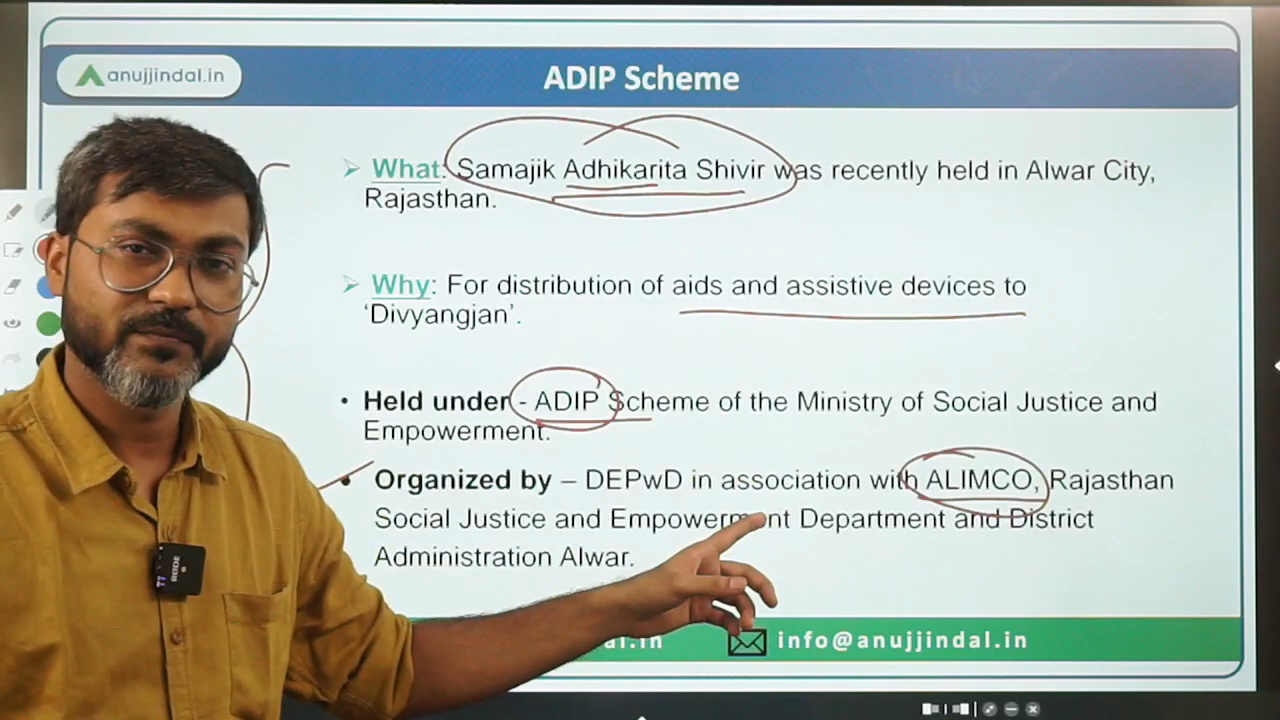 anujjindal.in
ADIP Scheme
What: Samajik Adhikarita Shivir was recently held in Alwar City,
Rajasthan.
Why: For distribution of aids and assistive devices to
‘Divyangjan’.
Held under - ADIP Scheme of the Ministry of Social Justice and
Empowerment.
Organized by – DEPwD in association with ALIMCO, Rajasthan
Social Justice and Empowerment Department and District
Administration Alwar.
info@anujjindal.in
RODE